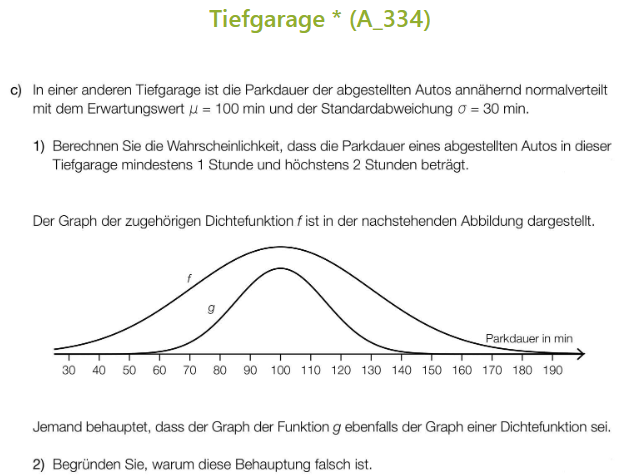 Tiefgarage * (A_334)
c) In einer anderen Tiefgarage ist die Parkdauer der abgestellten Autos annähernd normalverteilt
mit dem Erwartungswert μ = 100 min und der Standardabweichung σ = 30 min.
1) Berechnen Sie die Wahrscheinlichkeit, dass die Parkdauer eines abgestellten Autos in dieser
Tiefgarage mindestens 1 Stunde und höchstens 2 Stunden beträgt.
Der Graph der zugehörigen Dichtefunktion f ist in der nachstehenden Abbildung dargestellt.
f
g
Parkdauer in min
30 40 50 60 70 80 90 100 110 120 130 140 150 160 170 180 190
Jemand behauptet, dass der Graph der Funktion g ebenfalls der Graph einer Dichtefunktion sei.
2) Begründen Sie, warum diese Behauptung falsch ist.